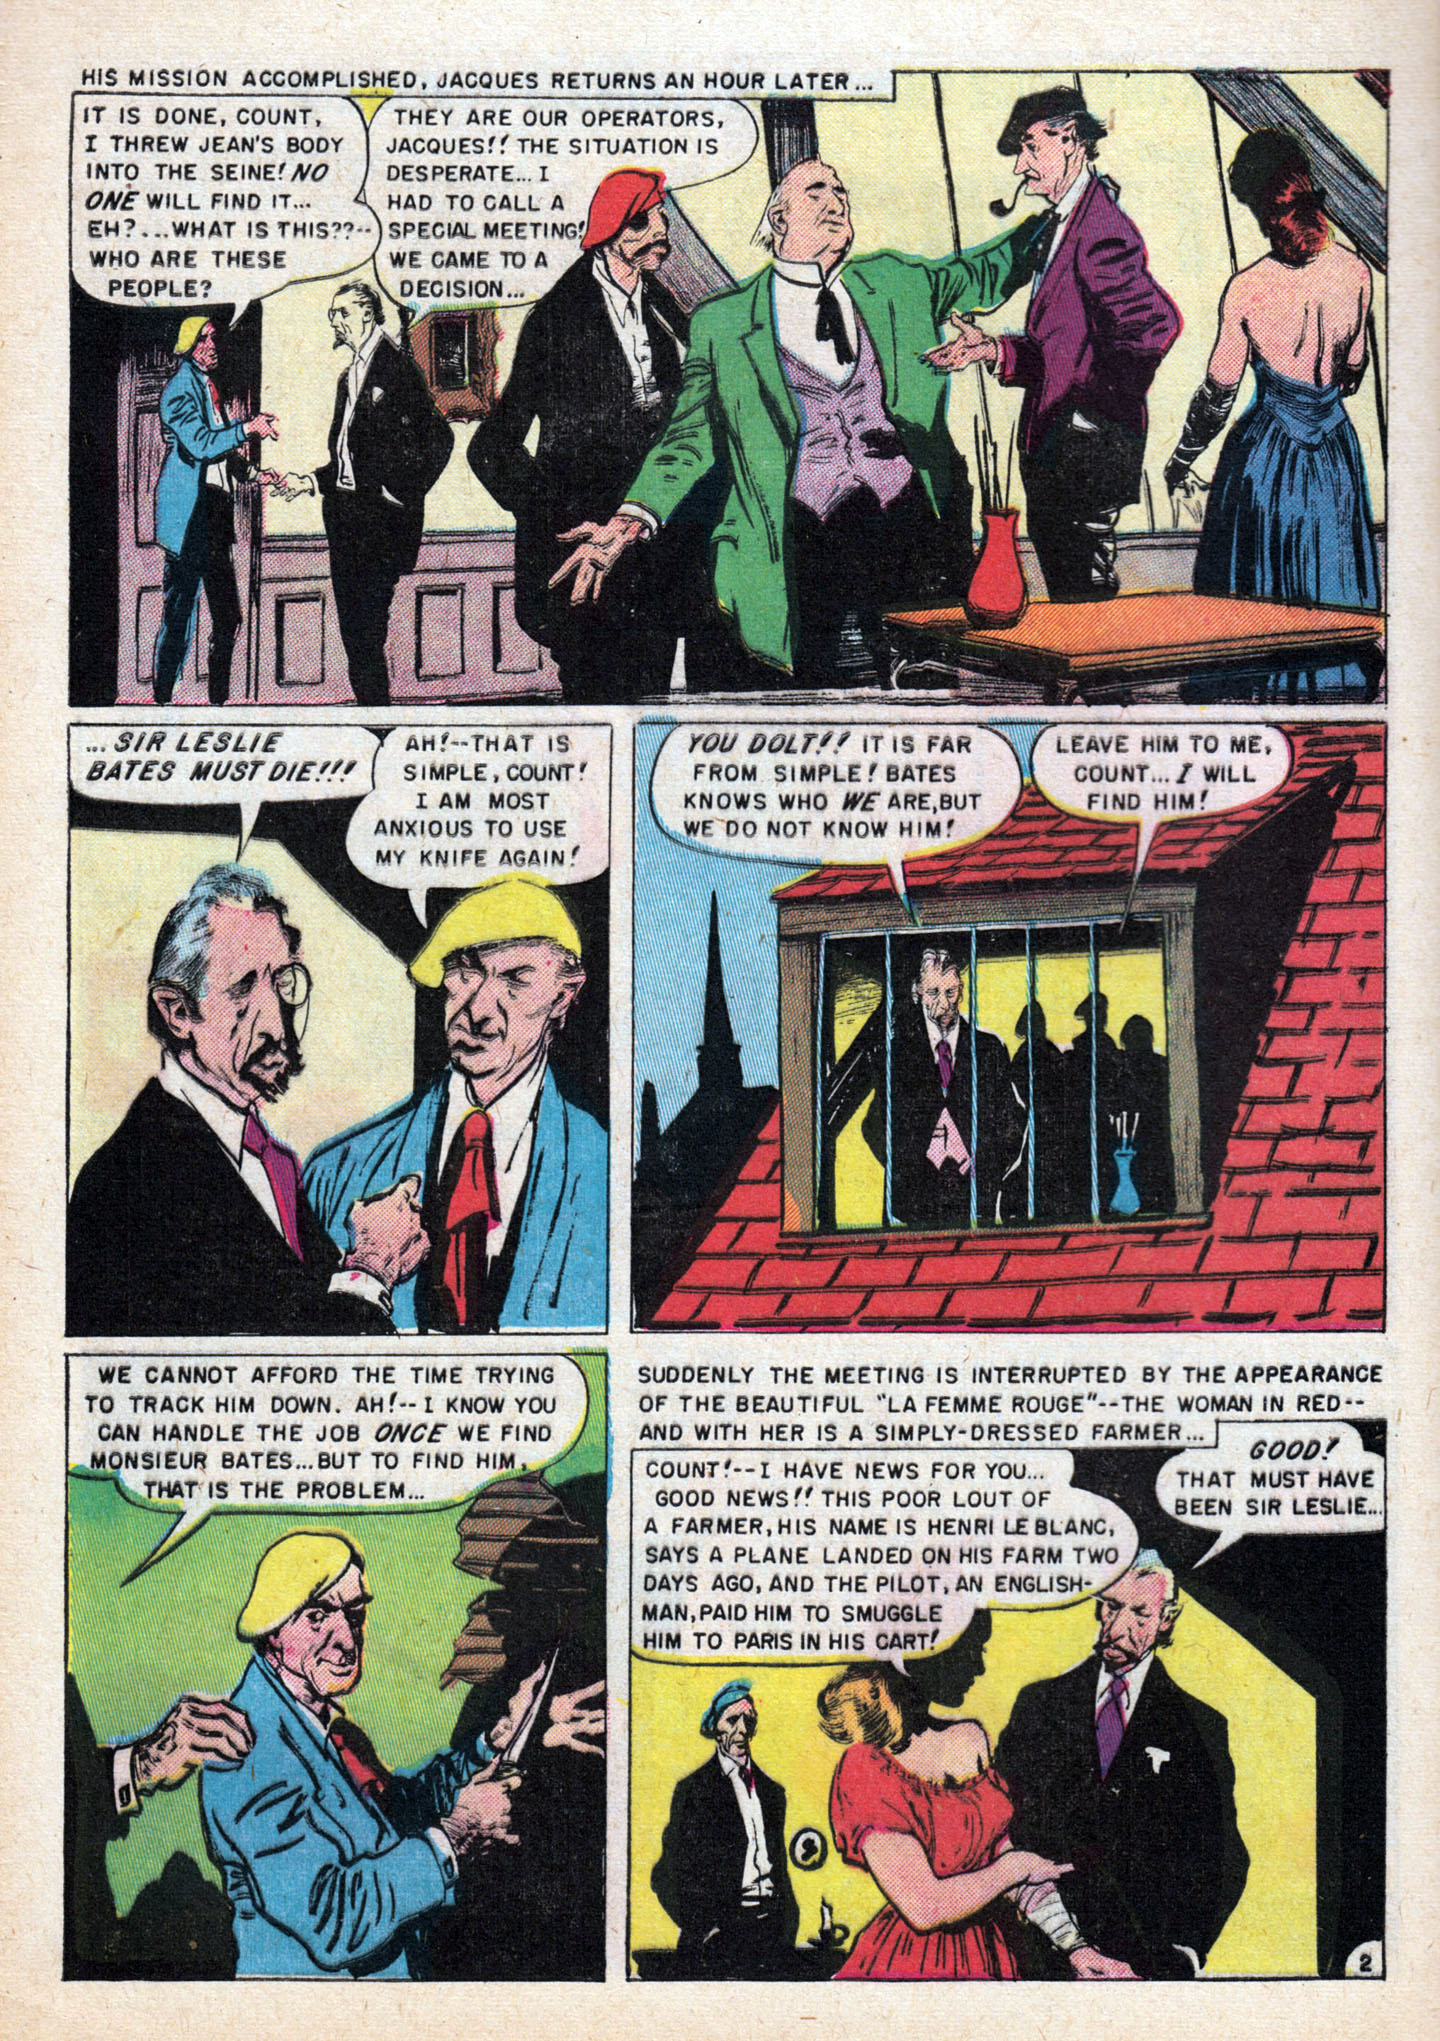 HIS MISSION ACCOMPLISHED, JACQUES RETURNS AN HOUR LATER...
IT IS DONE, COUNT,
I THREW JEAN'S BODY
INTO THE SEINE! NO
ONE WILL FIND IT...
EH?...WHAT IS THIS??--
WHO ARE THESE
PEOPLE?
THEY ARE OUR OPERATORS,
JACQUES!! THE SITUATION IS
DESPERATE... I
HAD TO CALL A
SPECIAL MEETING!
WE CAME TO A
DECISION...
...SIR LESLIE
BATES MUST DIE!!!
AH!--THAT IS
SIMPLE, COUNT!
I AM MOST
ANXIOUS TO USE
MY KNIFE AGAIN!
YOU DOLT!! IT IS FAR
FROM SIMPLE! BATES
KNOWS WHO WE ARE, BUT
WE DO NOT KNOW HIM!
LEAVE HIM TO ME,
COUNT... I WILL
FIND HIM!
WE CANNOT AFFORD THE TIME TRYING
TO TRACK HIM DOWN. AH!--I KNOW YOU
CAN HANDLE THE JOB ONCE WE FIND
MONSIEUR BATES...BUT TO FIND HIM,
THAT IS THE PROBLEM...
SUDDENLY THE MEETING IS INTERRUPTED BY THE APPEARANCE
OF THE BEAUTIFUL "LA FEMME ROUGE"--THE WOMAN IN RED--
AND WITH HER IS A SIMPLY-DRESSED FARMER...
COUNT!--I HAVE NEWS FOR YOU...
GOOD NEWS!! THIS POOR LOUT OF
A FARMER, HIS NAME IS HENRI LE BLANC,
SAYS A PLANE LANDED ON HIS FARM TWO
DAYS AGO, AND THE PILOT, AN ENGLISH-
MAN, PAID HIM TO SMUGGLE
HIM TO PARIS IN HIS CART!
GOOD!
THAT MUST HAVE
BEEN SIR LESLIE...
2